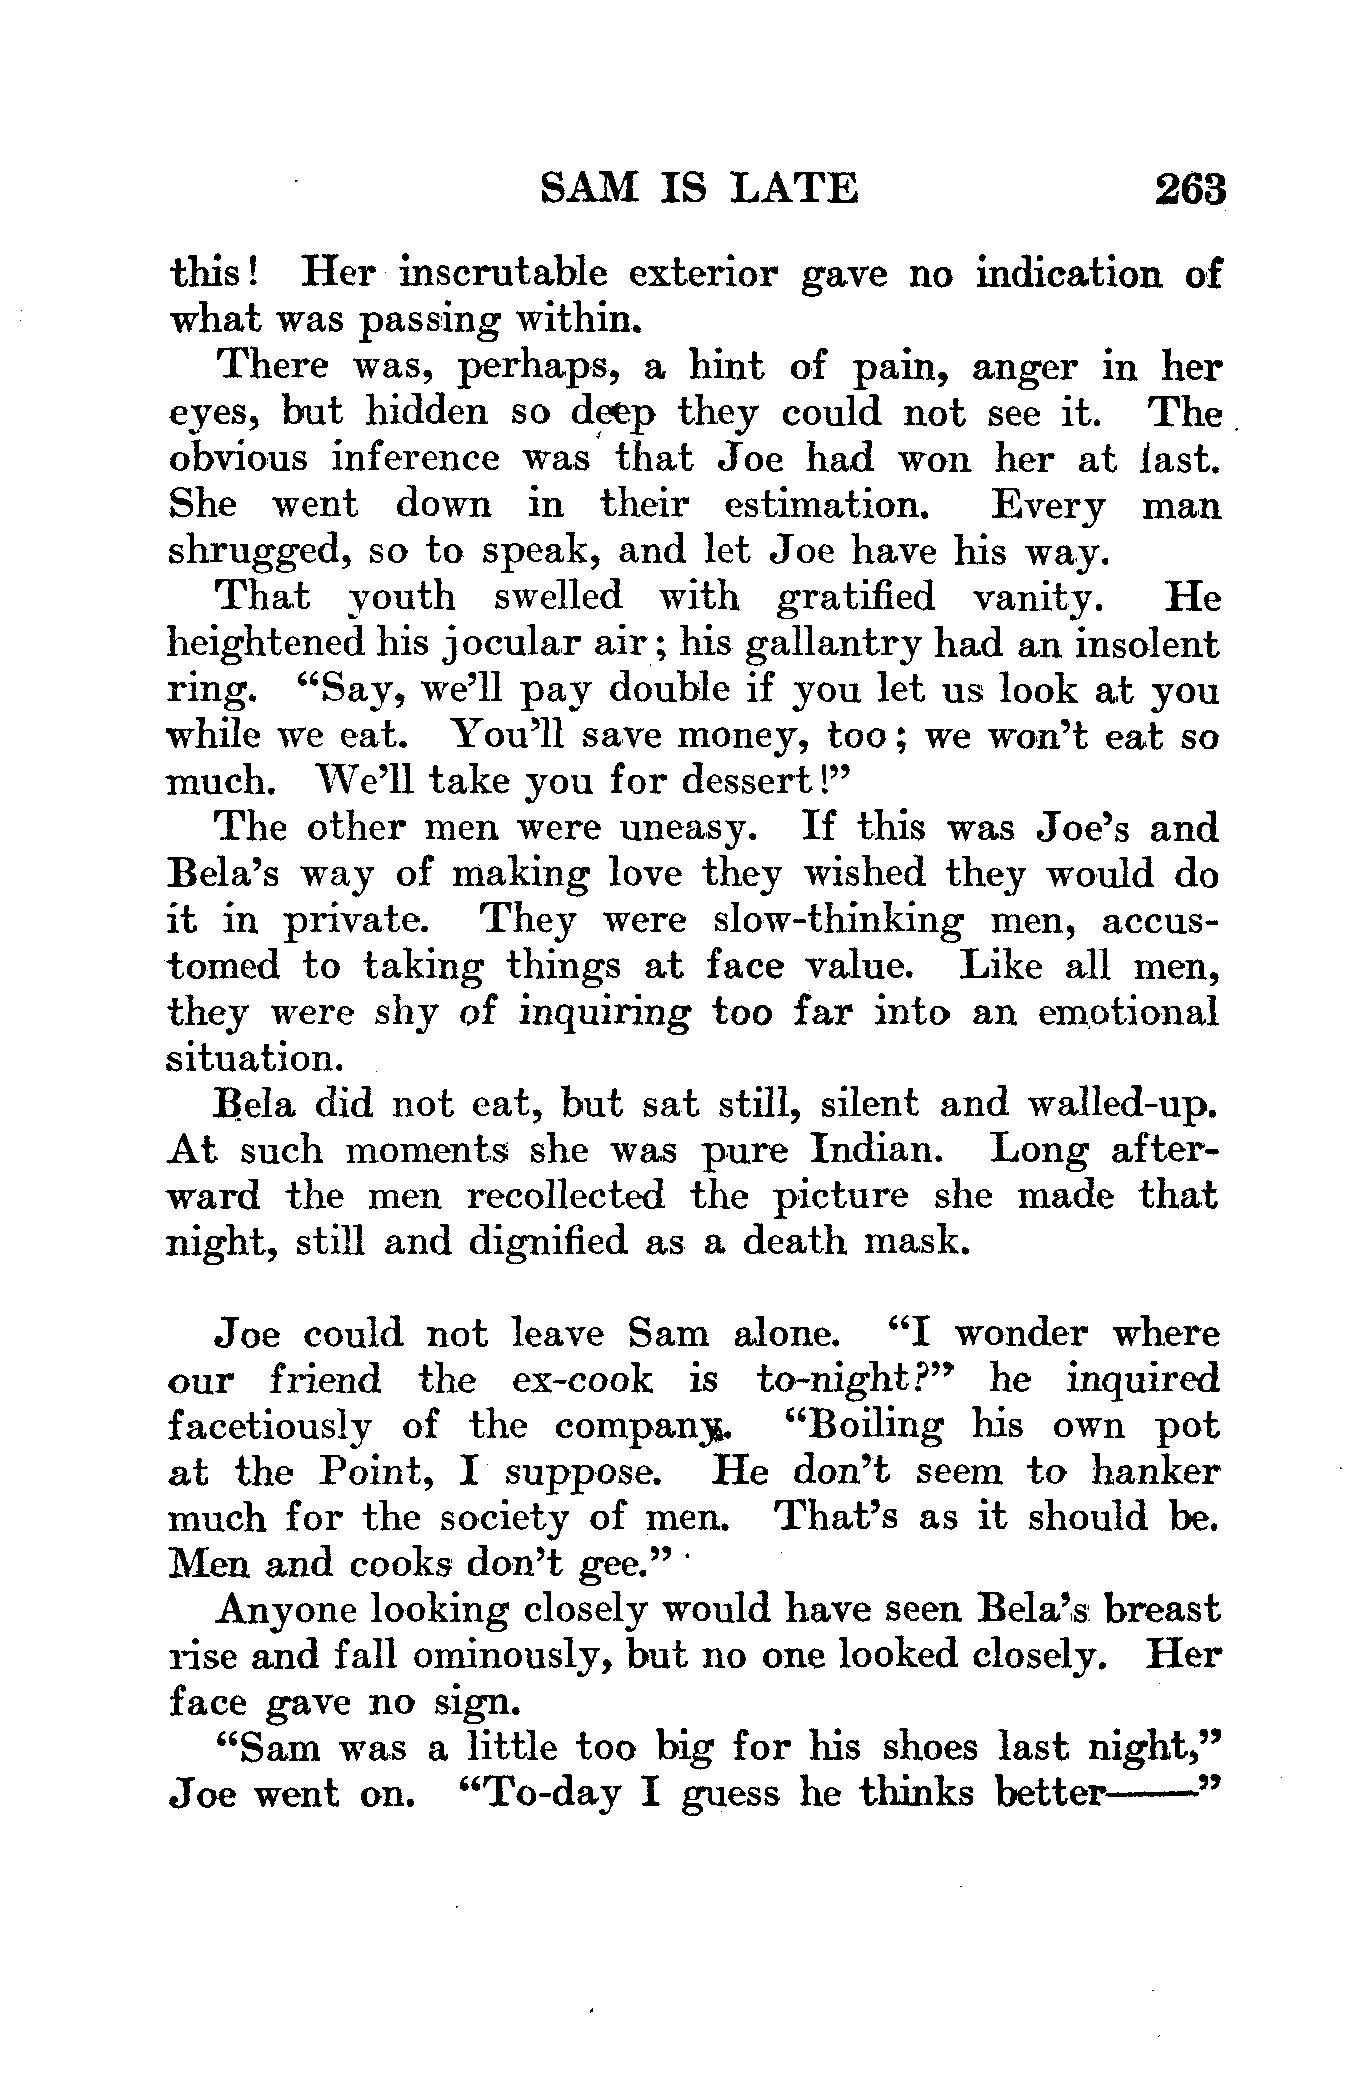 SAM IS LATE 263
this! Her inscrutable exterior gave no indication of
what was passing within.
There was, perhaps, a hint of pain, anger in her
eyes, but hidden so deep they could not see it. The
obvious inference was that Joe had won her at last.
She went down in their estimation. Every man
shrugged, so to speak, and let Joe have his way.
That youth swelled with gratified vanity. He
heightened his jocular air; his gallantry had an insolent
ring. “Say, we’ll pay double if you let us look at you
while we eat. You’ll save money, too; we won’t eat so
much. We’ll take you for dessert!”
The other men were uneasy. If this was Joe’s and
Bela’s way of making love they wished they would do
it in private. They were slow-thinking men, accus-
tomed to taking things at face value. Like all men,
they were shy of inquiring too far into an emotional
situation.
Bela did not eat, but sat still, silent and walled-up.
At such moments she was pure Indian. Long after-
ward the men recollected the picture she made that
night, still and dignified as a death mask.
Joe could not leave Sam alone. “I wonder where
our friend the ex-cook is to-night?” he inquired
facetiously of the company. “Boiling his own pot
at the Point, I suppose. He don’t seem to hanker
much for the society of men. That’s as it should be.
Men and cooks don’t gee.”
Anyone looking closely would have seen Bela’s breast
rise and fall ominously, but no one looked closely. Her
face gave no sign.
“Sam was a little too big for his shoes last night,”
Joe went on. “To-day I guess he thinks better——”